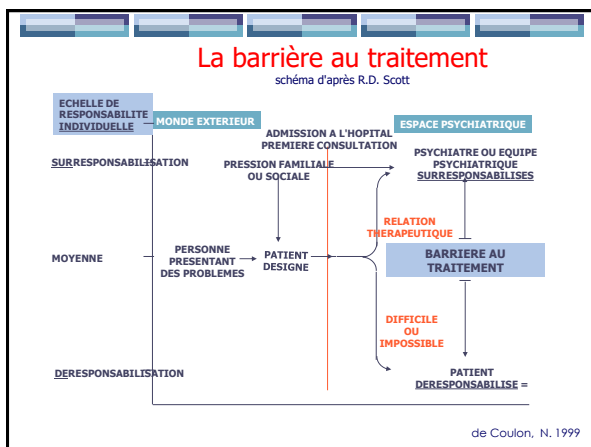 La barrière au traitement
schéma d'après R.D. Scott
ECHELLE DE
RESPONSABILITE
INDIVIDUELLE
MONDE EXTERIEUR
ESPACE PSYCHIATRIQUE
ADMISSION A L'HOPITAL
PREMIERE CONSULTATION
SURRESPONSABILISATION
PRESSION FAMILIALE
OU SOCIALE
PSYCHIATRE OU EQUIPE
PSYCHIATRIQUE
SURRESPONSABILISES
RELATION
THERAPEUTIQUE
MOYENNE
PERSONNE
PRESENTANT
DES PROBLEMES
PATIENT
DESIGNE
BARRIERE AU
TRAITEMENT
DIFFICILE
OU
IMPOSSIBLE
DERESPONSABILISATION
PATIENT
DERESPONSABILISE =
de Coulon, N. 1999